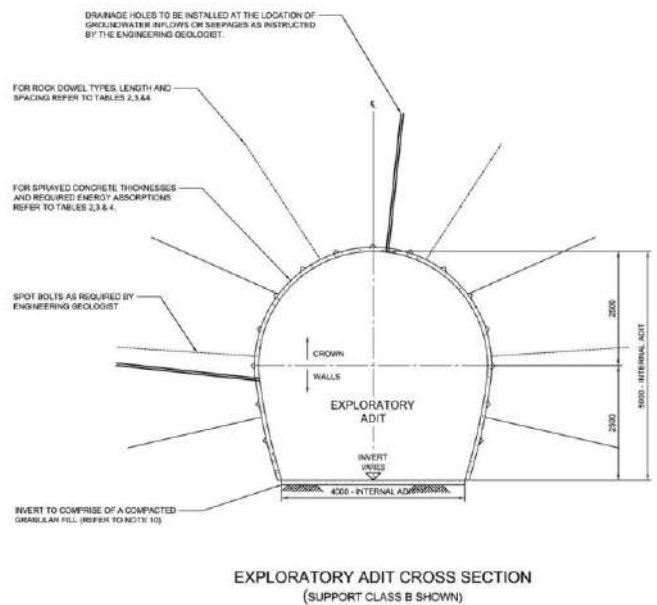 DRAINAGE HOLES TO BE INSTALLED AT THE LOCATION OF
GROUNDWATER INFLOWS OR SEEPAGES AS INSTRUCTED
BY THE ENGINEERING GEOLOGIST.
FOR ROCK DOWEL TYPES, LENGTH AND
SPACING REFER TO TABLES 2,3,&4
℄
FOR SPRAYED CONCRETE THICKNESSES
AND REQUIRED ENERGY ABSORPTIONS
REFER TO TABLES 2,3 & 4.
SPOT BOLTS AS REQUIRED BY
ENGINEERING GEOLOGIST
CROWN
WALLS
EXPLORATORY
ADIT
2500
2500
5000 - INTERNAL ADIT
INVERT
VARIES
4000 - INTERNAL ADIT
INVERT TO COMPRISE OF A COMPACTED
GRANULAR FILL (REFER TO NOTE 10)
EXPLORATORY ADIT CROSS SECTION
(SUPPORT CLASS B SHOWN)